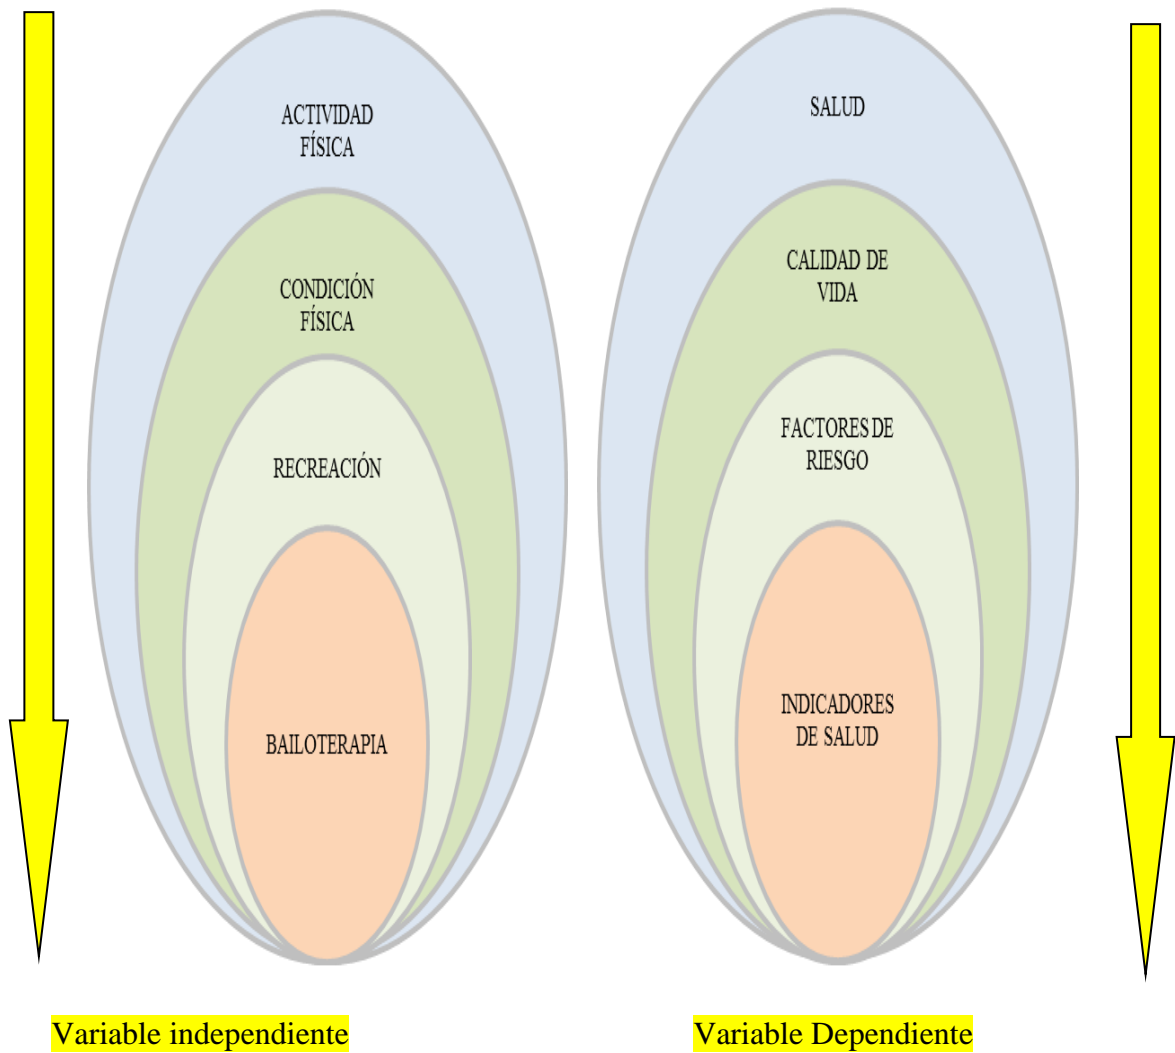 ACTIVIDAD
FÍSICA
CONDICIÓN
FÍSICA
RECREACIÓN
BAILOTERAPIA
SALUD
CALIDAD DE
VIDA
FACTORES DE
RIESGO
INDICADORES
DE SALUD
Variable independiente
Variable Dependiente